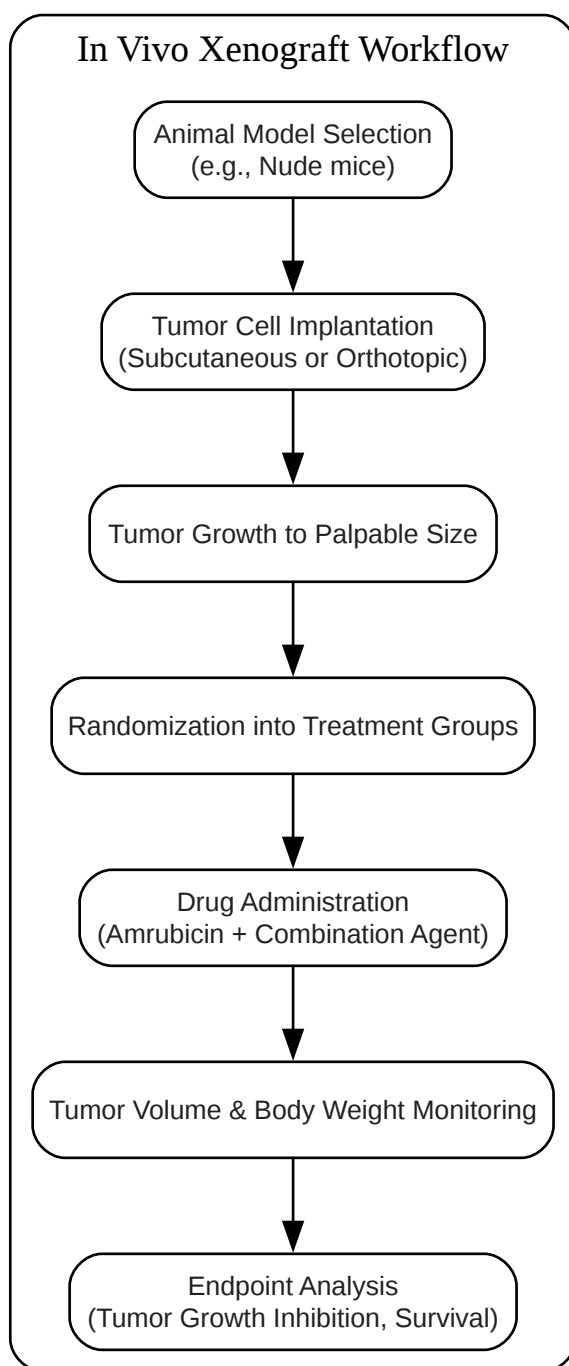 In Vivo Xenograft Workflow
Animal Model Selection
(e.g., Nude mice)
Tumor Cell Implantation
(Subcutaneous or Orthotopic)
Tumor Growth to Palpable Size
Randomization into Treatment Groups
Drug Administration
(Amrubicin + Combination Agent)
Tumor Volume & Body Weight Monitoring
Endpoint Analysis
(Tumor Growth Inhibition, Survival)